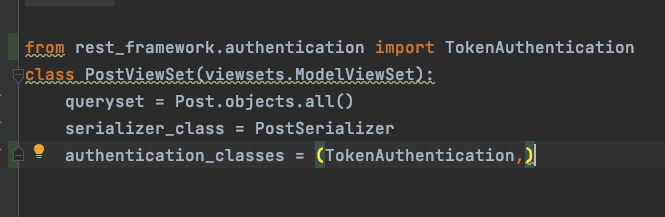 from rest_framework.authentication import TokenAuthentication
class PostViewSet(viewsets.ModelViewSet):
queryset = Post.objects.all()
serializer_class = PostSerializer
authentication_classes = (TokenAuthentication,)